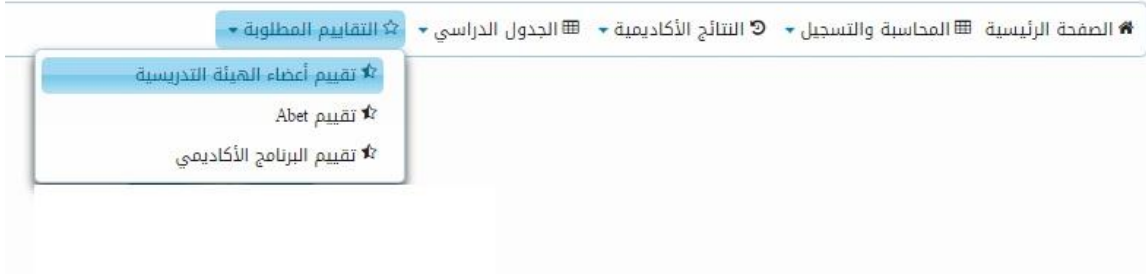 الصفحة الرئيسية المحاسبة والتسجيل النتائج الأكاديمية الجدول الدراسي التقاييم المطلوبة
تقييم أعضاء الهيئة التدريسية
تقييم Abet
تقييم البرنامج الأكاديمي